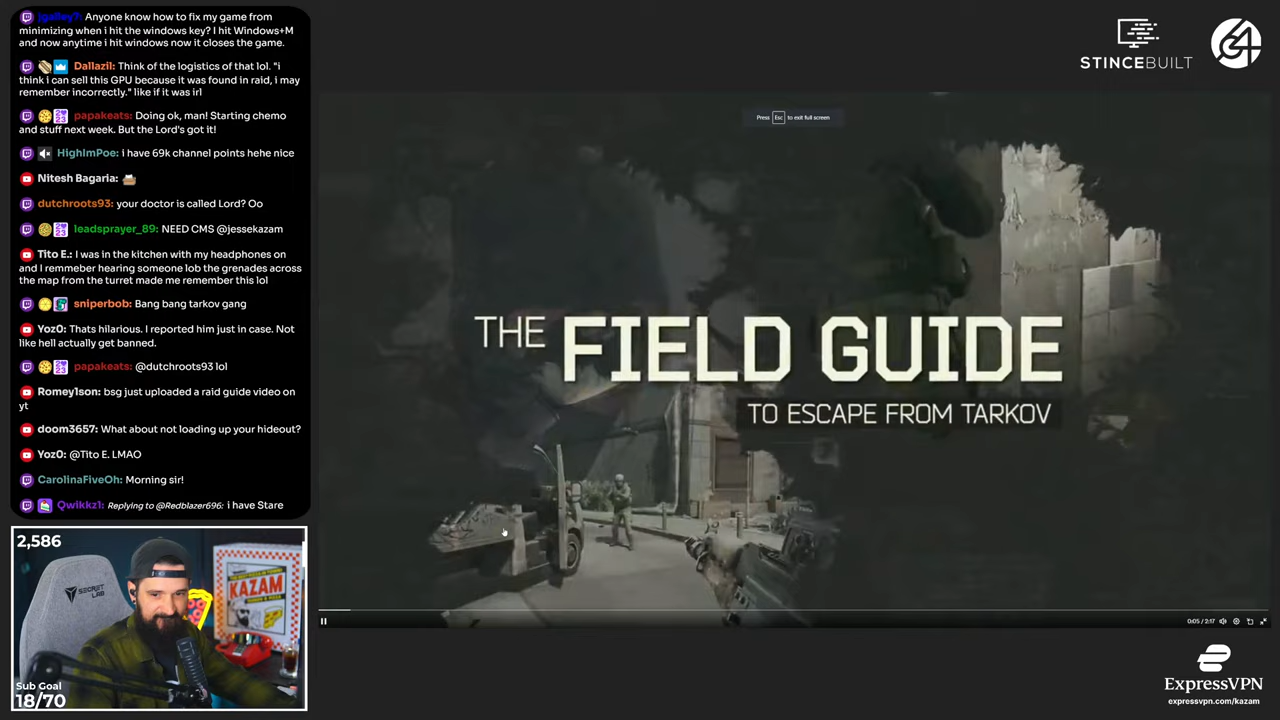 jgalley7: Anyone know how to fix my game from
minimizing when i hit the windows key? I hit Windows+M
and now anytime i hit windows now it closes the game.
Dallazil: Think of the logistics of that lol. "i
think i can sell this GPU because it was found in raid, i may
remember incorrectly." like if it was irl
papakeats: Doing ok, man! Starting chemo
and stuff next week. But the Lord's got it!
HighImPoe: i have 69k channel points hehe nice
Nitesh Bagaria:
dutchroots93: your doctor is called Lord? Oo
leadsprayer_89: NEED CMS @jessekazam
Tito E.: I was in the kitchen with my headphones on
and I remmeber hearing someone lob the grenades across
the map from the turret made me remember this lol
sniperbob: Bang bang tarkov gang
Yoz0: Thats hilarious. I reported him just in case. Not
like hell actually get banned.
papakeats: @dutchroots93 lol
Romey1son: bsg just uploaded a raid guide video on
yt
doom3657: What about not loading up your hideout?
Yoz0: @Tito E. LMAO
CarolinaFiveOh: Morning sir!
Qwikkz1: Replying to @Redblazer696: i have Stare
2,586
SECRET
LAB
KAZAM
Sub Goal
18/70
STINCEBUILT
G4
Press Esc to exit full screen
THE FIELD GUIDE
TO ESCAPE FROM TARKOV
0:05 / 2:17
ExpressVPN
expressvpn.com/kazam